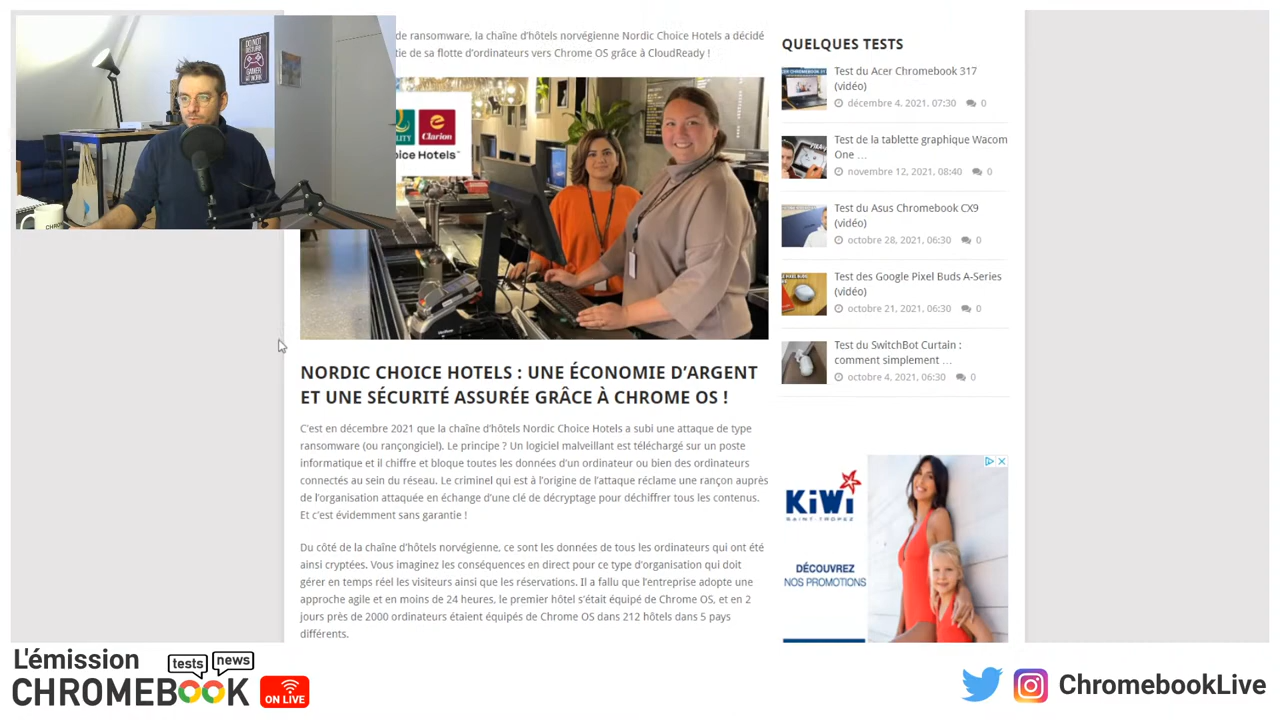 de ransomware, la chaîne d'hôtels norvégienne Nordic Choice Hotels a décidé
tie de sa flotte d'ordinateurs vers Chrome OS grâce à CloudReady !
DO NOT
DISTURB
GAMER
AT WORK
LITY
Clarion
oice Hotels
CHROM
NORDIC CHOICE HOTELS : UNE ÉCONOMIE D'ARGENT
ET UNE SÉCURITÉ ASSURÉE GRÂCE À CHROME OS !
C'est en décembre 2021 que la chaîne d'hôtels Nordic Choice Hotels a subi une attaque de type
ransomware (ou rançongiciel). Le principe ? Un logiciel malveillant est téléchargé sur un poste
informatique et il chiffre et bloque toutes les données d'un ordinateur ou bien des ordinateurs
connectés au sein du réseau. Le criminel qui est à l'origine de l'attaque réclame une rançon auprès
de l'organisation attaquée en échange d'une clé de décryptage pour déchiffrer tous les contenus.
Et c'est évidemment sans garantie !
Du côté de la chaîne d'hôtels norvégienne, ce sont les données de tous les ordinateurs qui ont été
ainsi cryptées. Vous imaginez les conséquences en direct pour ce type d'organisation qui doit
gérer en temps réel les visiteurs ainsi que les réservations. Il a fallu que l'entreprise adopte une
approche agile et en moins de 24 heures, le premier hôtel s'était équipé de Chrome OS, et en 2
jours près de 2000 ordinateurs étaient équipés de Chrome OS dans 212 hôtels dans 5 pays
différents.
QUELQUES TESTS
Test du Acer Chromebook 317
(vidéo)
décembre 4, 2021, 07:30 0
Test de la tablette graphique Wacom
One …
novembre 12, 2021, 08:40 0
Test du Asus Chromebook CX9
(vidéo)
octobre 28, 2021, 06:30 0
Test des Google Pixel Buds A-Series
(vidéo)
octobre 21, 2021, 06:30 0
Test du SwitchBot Curtain :
comment simplement …
octobre 4, 2021, 06:30 0
KiWi
SAINT-TROPEZ
DÉCOUVREZ
NOS PROMOTIONS
L'émission
tests
news
CHROMEBOOK
ON LIVE
ChromebookLive